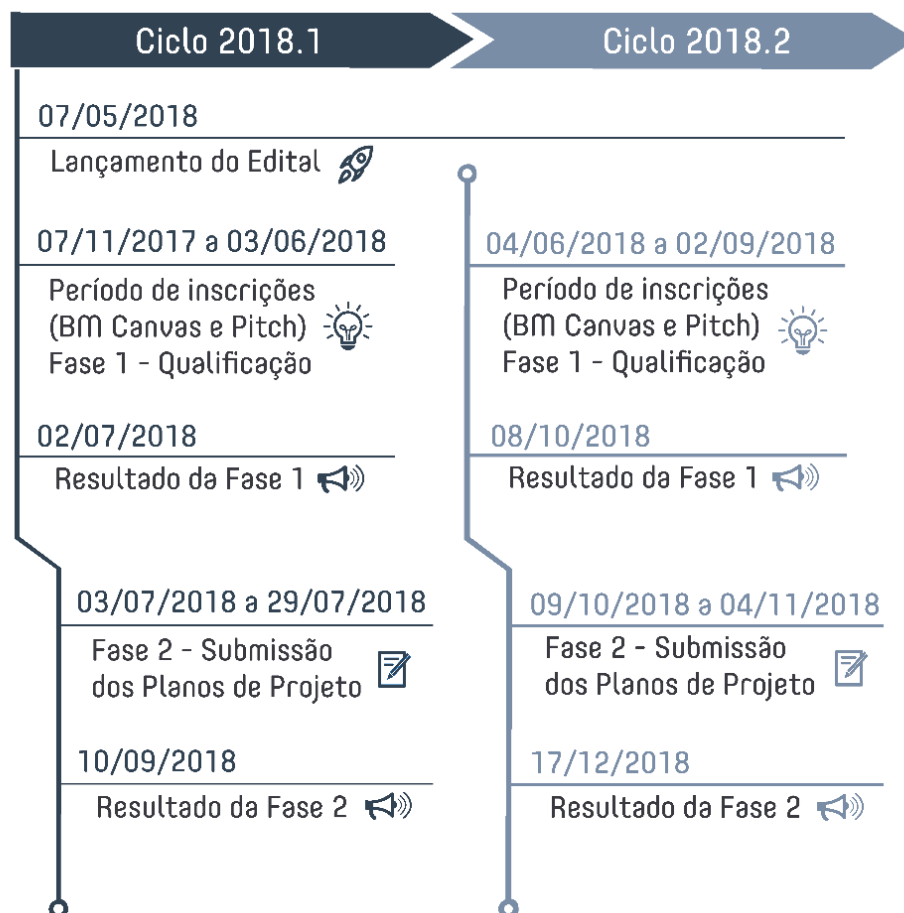 Ciclo 2018.1
Ciclo 2018.2
07/05/2018
Lançamento do Edital
07/11/2017 a 03/06/2018
Período de inscrições
(BM Canvas e Pitch)
Fase 1 - Qualificação
02/07/2018
Resultado da Fase 1
03/07/2018 a 29/07/2018
Fase 2 - Submissão
dos Planos de Projeto
10/09/2018
Resultado da Fase 2
04/06/2018 a 02/09/2018
Período de inscrições
(BM Canvas e Pitch)
Fase 1 - Qualificação
08/10/2018
Resultado da Fase 1
09/10/2018 a 04/11/2018
Fase 2 - Submissão
dos Planos de Projeto
17/12/2018
Resultado da Fase 2